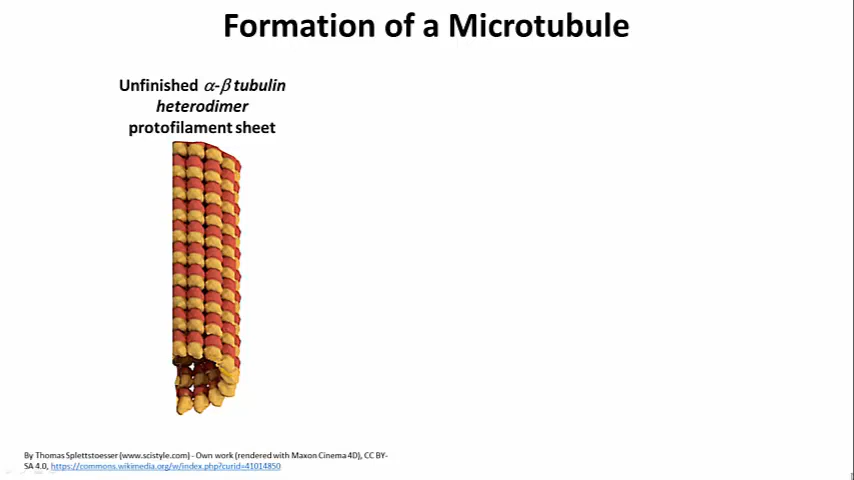 Formation of a Microtubule
Unfinished α-β tubulin
heterodimer
protofilament sheet
By Thomas Splettstoesser (www.scistyle.com) - Own work (rendered with Maxon Cinema 4D), CC BY-
SA 4.0, https://commons.wikimedia.org/w/index.php?curid=41014850